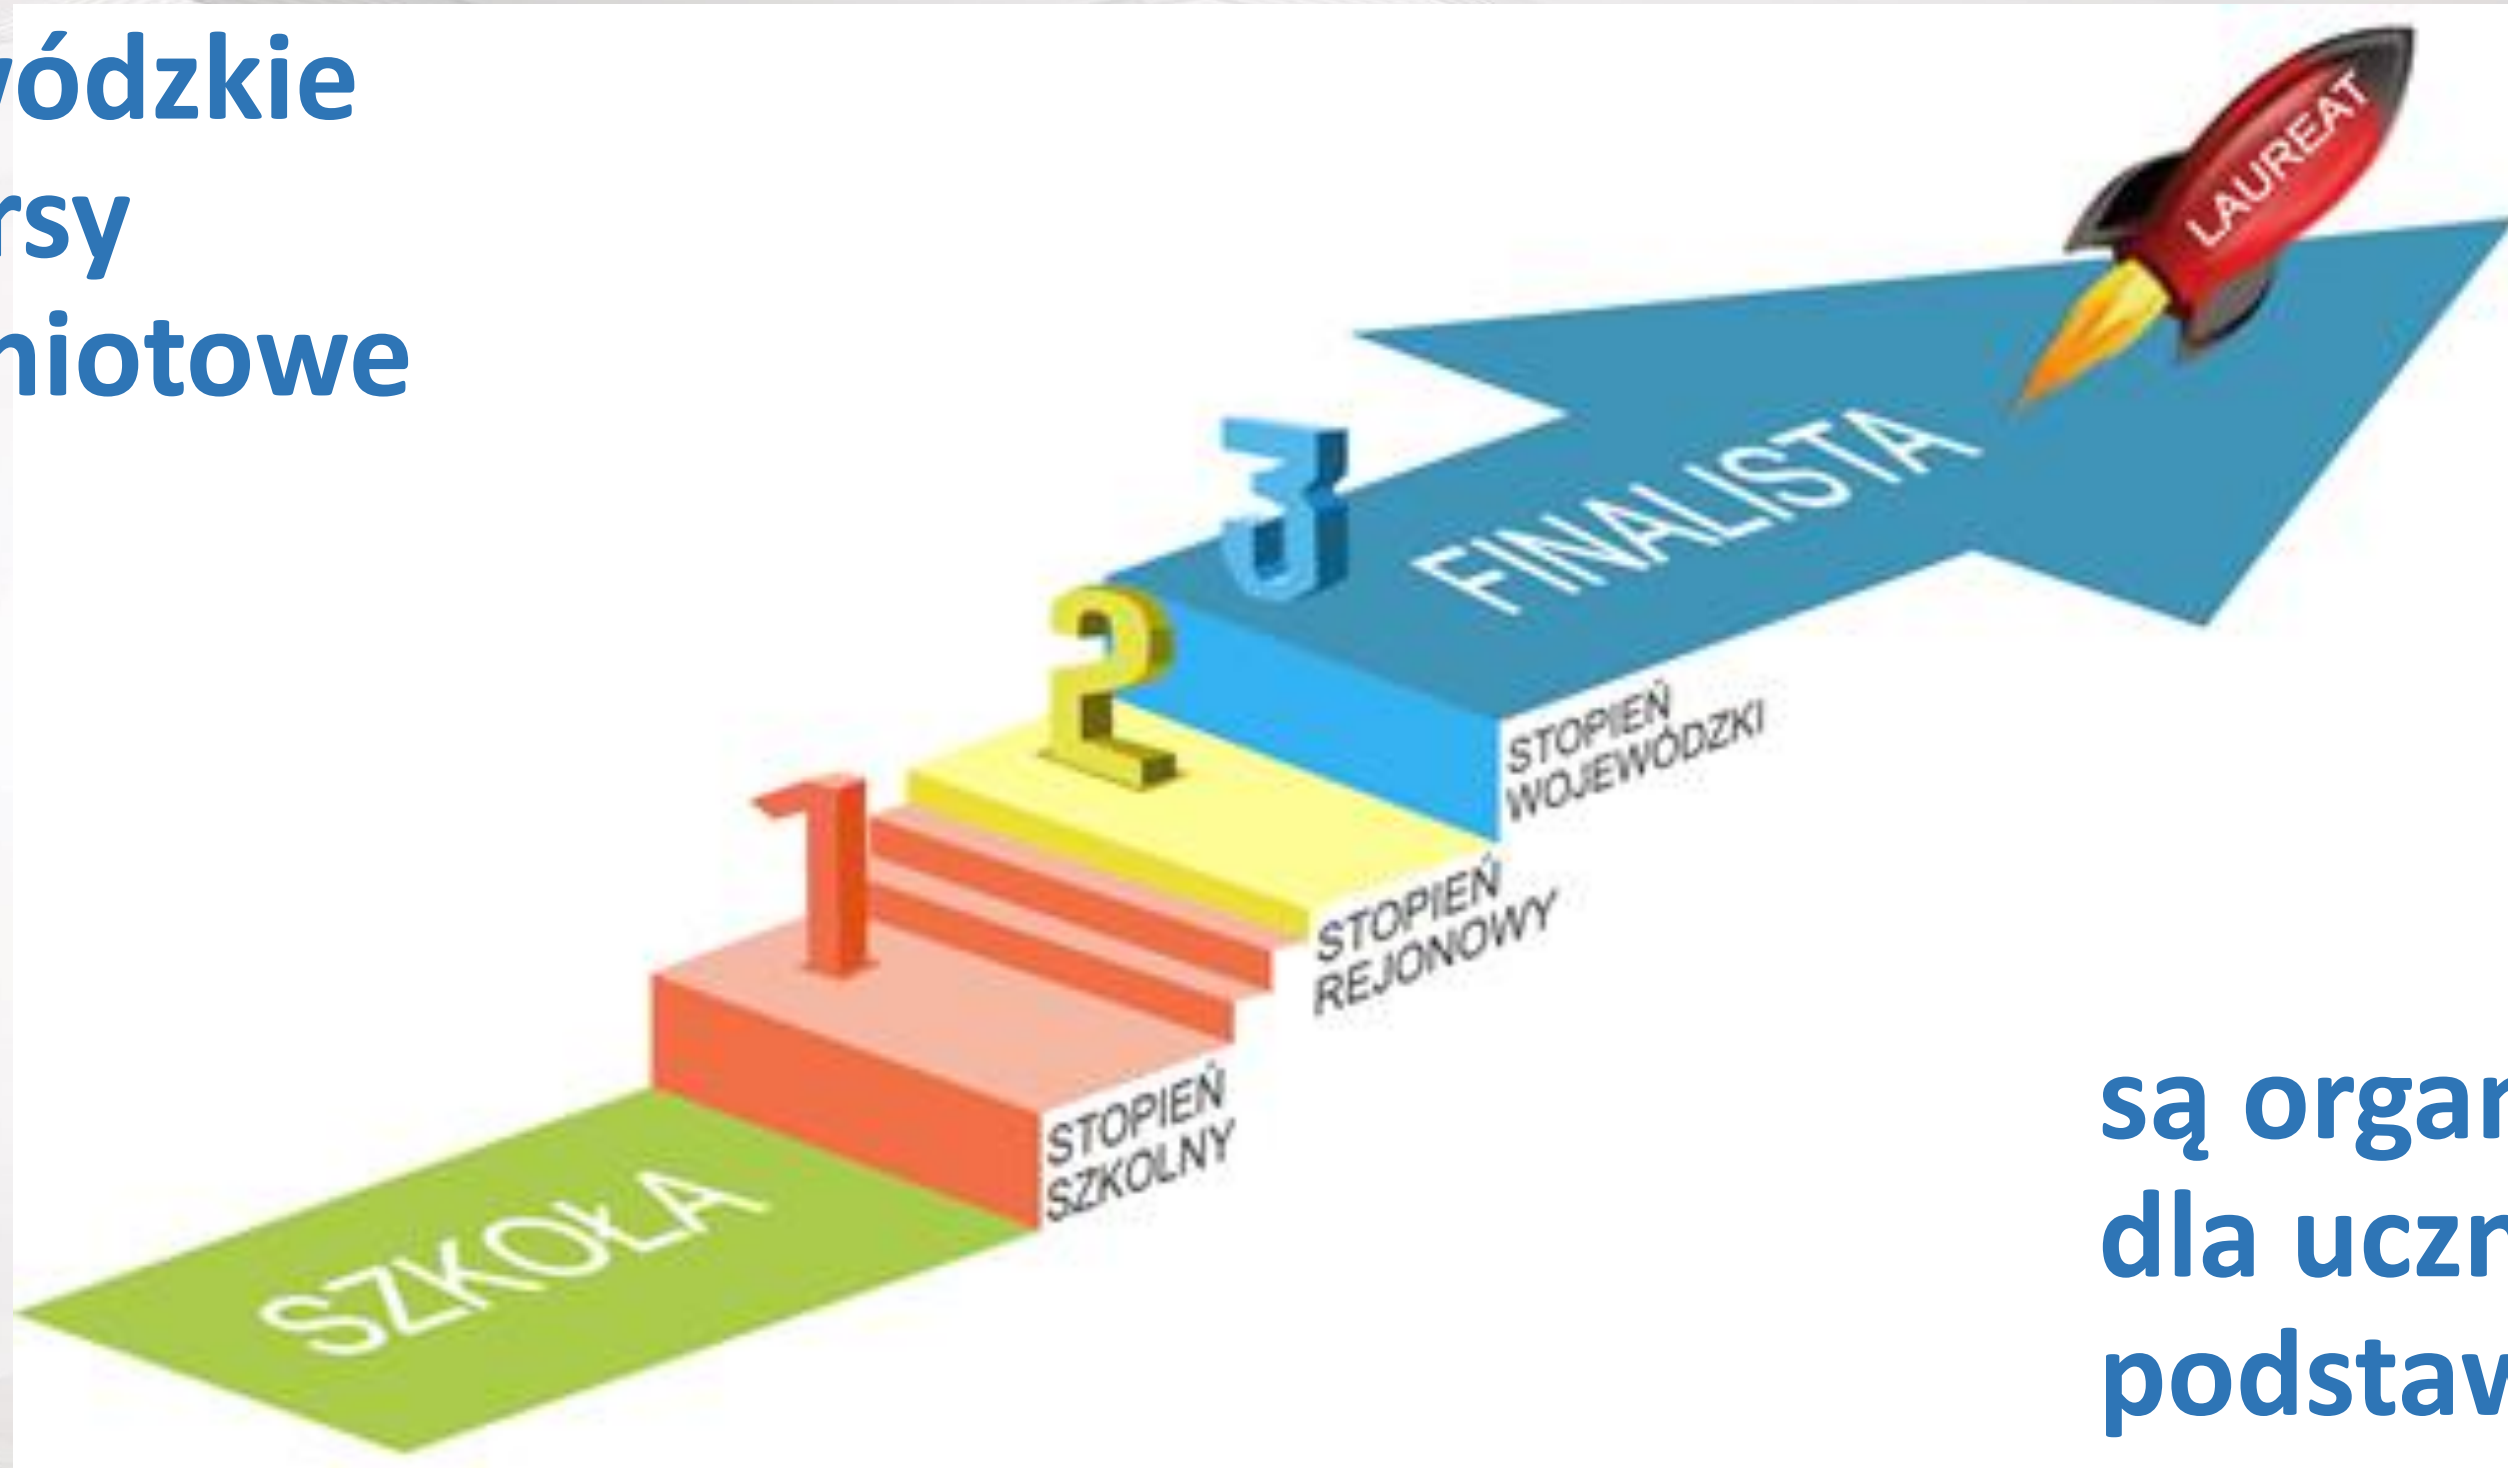 ódzkie
rsy
niotowe
LAUREAT
3
FINALISTA
2
STOPIEŃ
WOJEWÓDZKI
1
STOPIEŃ
REJONOWY
STOPIEŃ
SZKOLNY
SZKOŁA
są orga
dla ucz
podsta